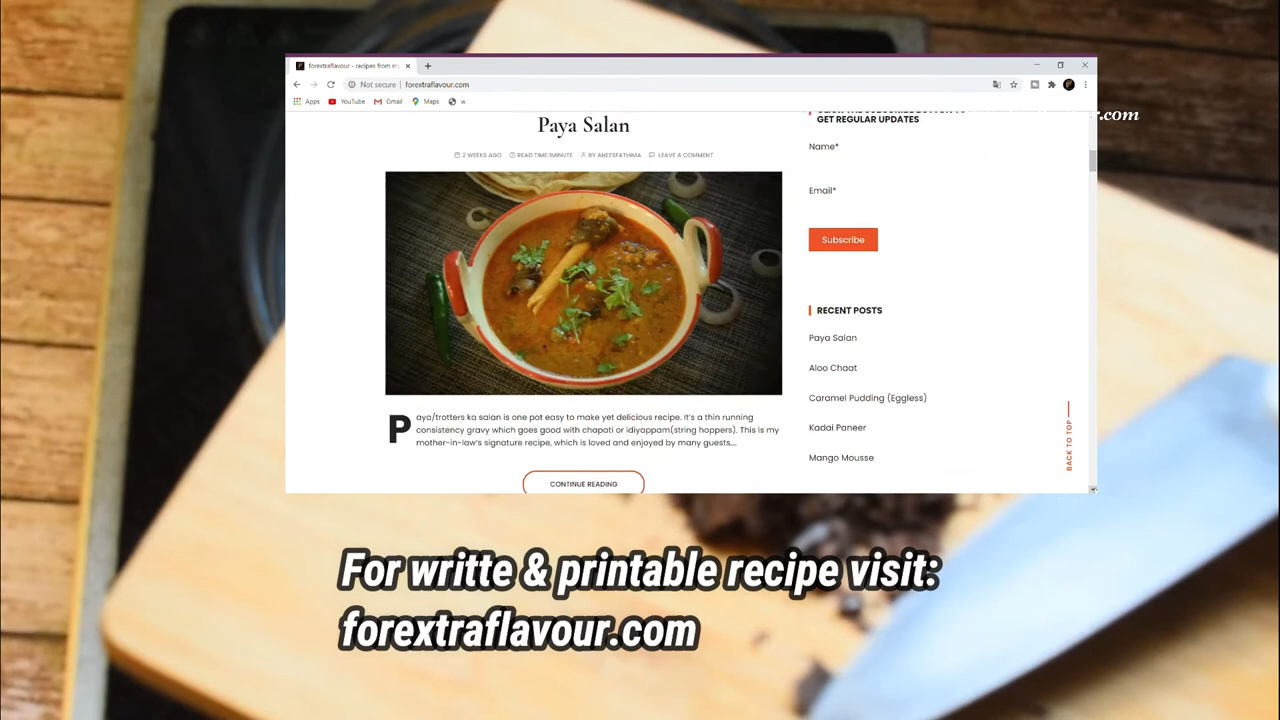 forextraflavour - recipes from m
Not secure | forextraflavour.com
Apps YouTube Gmail Maps w
Paya Salan
2 WEEKS AGO READ TIME:1MINUTE BY ANEESFATHIMA LEAVE A COMMENT
Paya/trotters ka salan is one pot easy to make yet delicious recipe. It's a thin running
consistency gravy which goes good with chapati or idiyappam(string hoppers). This is my
mother-in-law's signature recipe, which is loved and enjoyed by many guests....
CONTINUE READING
GET REGULAR UPDATES
Name*
Email*
Subscribe
RECENT POSTS
Paya Salan
Aloo Chaat
Caramel Pudding (Eggless)
Kadai Paneer
Mango Mousse
BACK TO TOP
.com
For writte & printable recipe visit:
forextraflavour.com